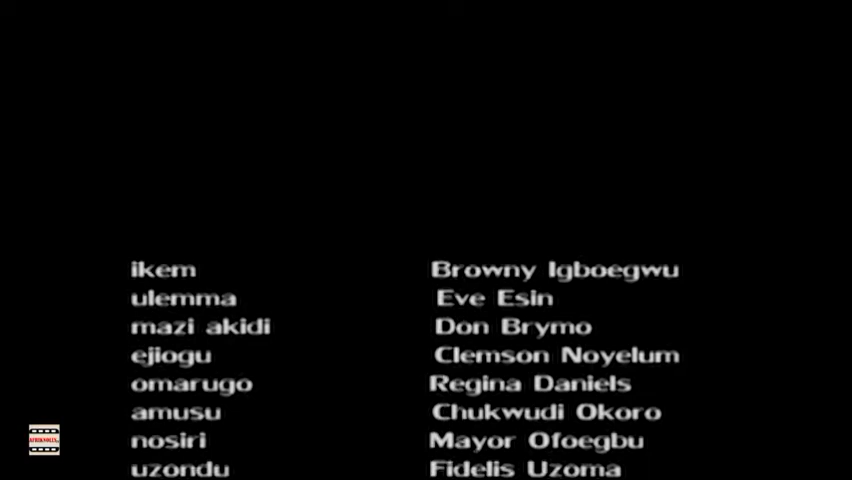 ikem Browny Igboegwu
ulemma Eve Esin
mazi akidi Don Brymo
ejiogu Clemson Noyelum
omarugo Regina Daniels
amusu Chukwudi Okoro
nosiri Mayor Ofoegbu
uzondu Fidelis Uzoma